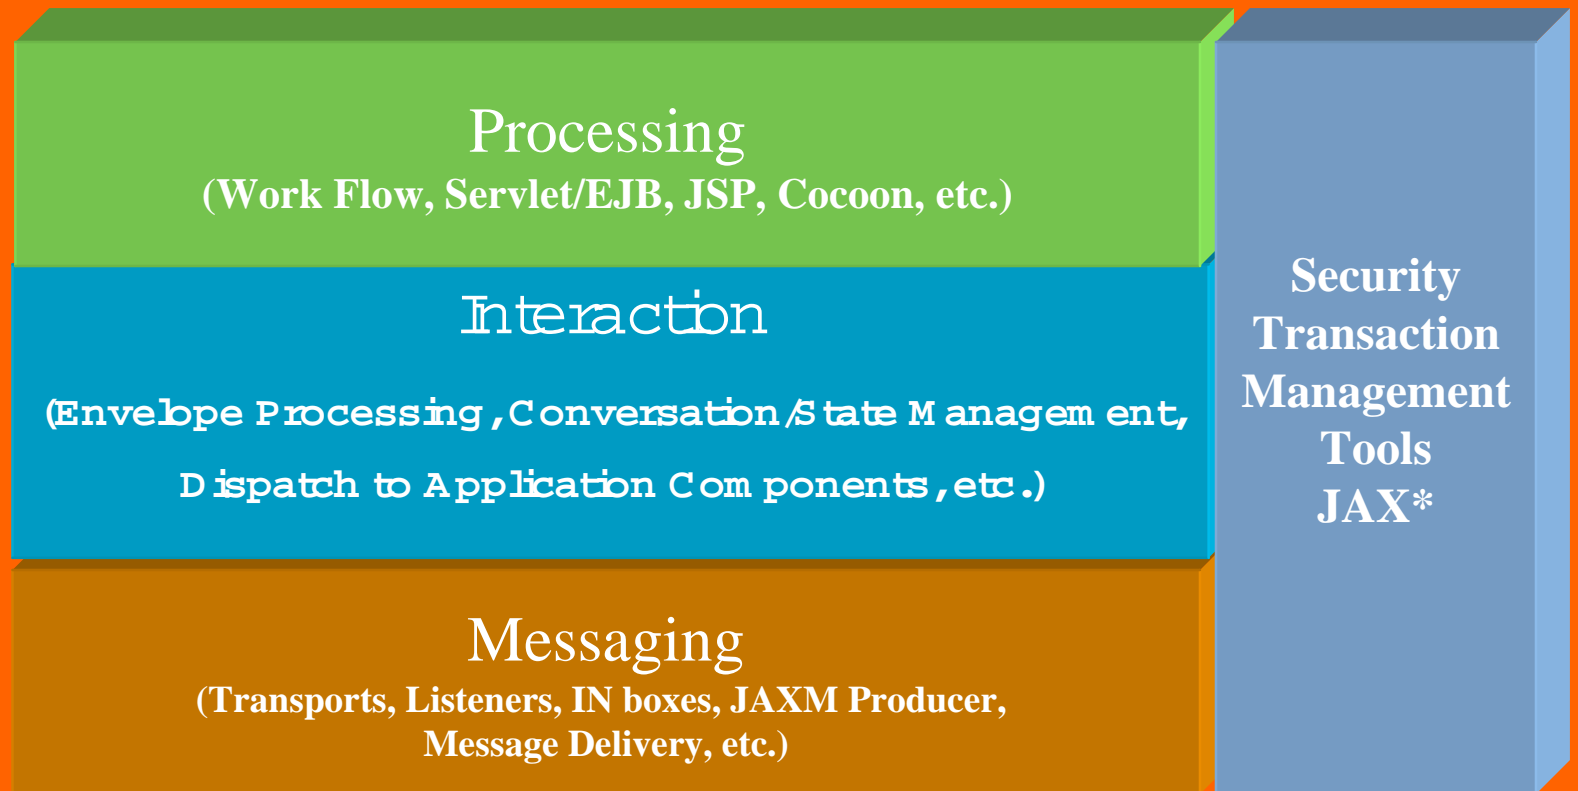 Processing
(Work Flow, Servlet/EJB, JSP, Cocoon, etc.)
Interaction
(Envelope Processing, Conversation/State Management,
Dispatch to Application Components, etc.)
Messaging
(Transports, Listeners, IN boxes, JAXM Producer,
Message Delivery, etc.)
Security
Transaction
Management
Tools
JAX*